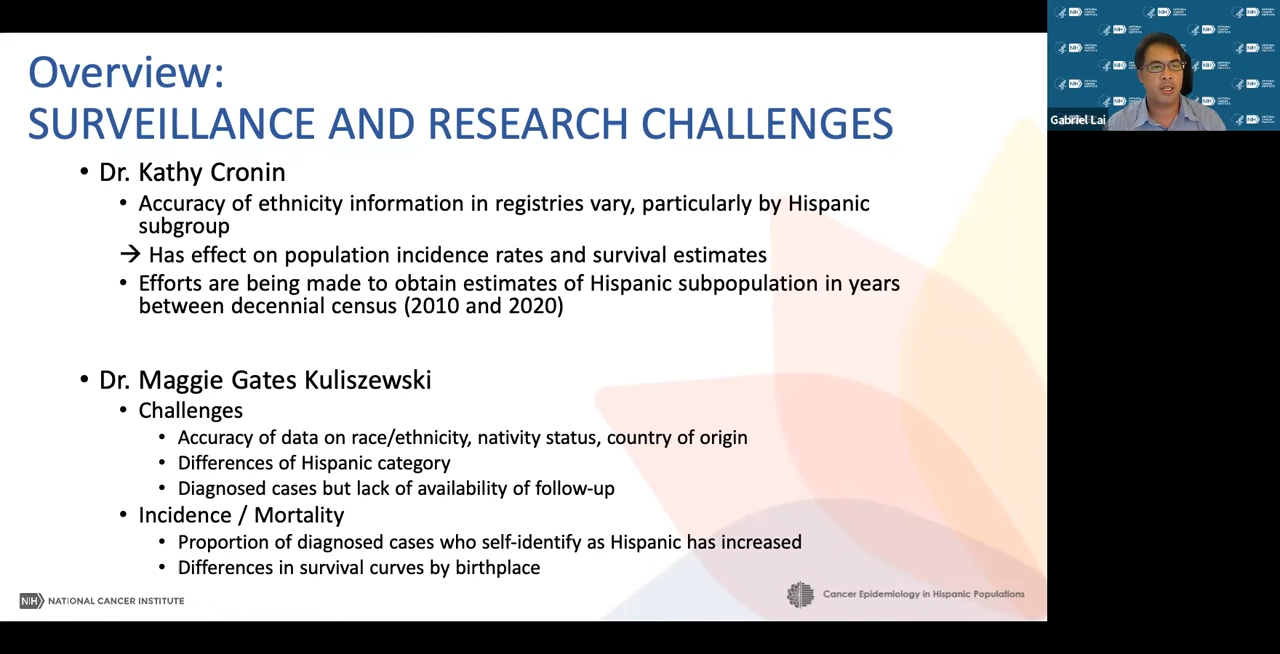 Overview:
SURVEILLANCE AND RESEARCH CHALLENGES
• Dr. Kathy Cronin
• Accuracy of ethnicity information in registries vary, particularly by Hispanic
subgroup
→ Has effect on population incidence rates and survival estimates
• Efforts are being made to obtain estimates of Hispanic subpopulation in years
between decennial census (2010 and 2020)
• Dr. Maggie Gates Kuliszewski
• Challenges
• Accuracy of data on race/ethnicity, nativity status, country of origin
• Differences of Hispanic category
• Diagnosed cases but lack of availability of follow-up
• Incidence / Mortality
• Proportion of diagnosed cases who self-identify as Hispanic has increased
• Differences in survival curves by birthplace
NIH NATIONAL CANCER INSTITUTE
Cancer Epidemiology in Hispanic Populations
Gabriel Lai